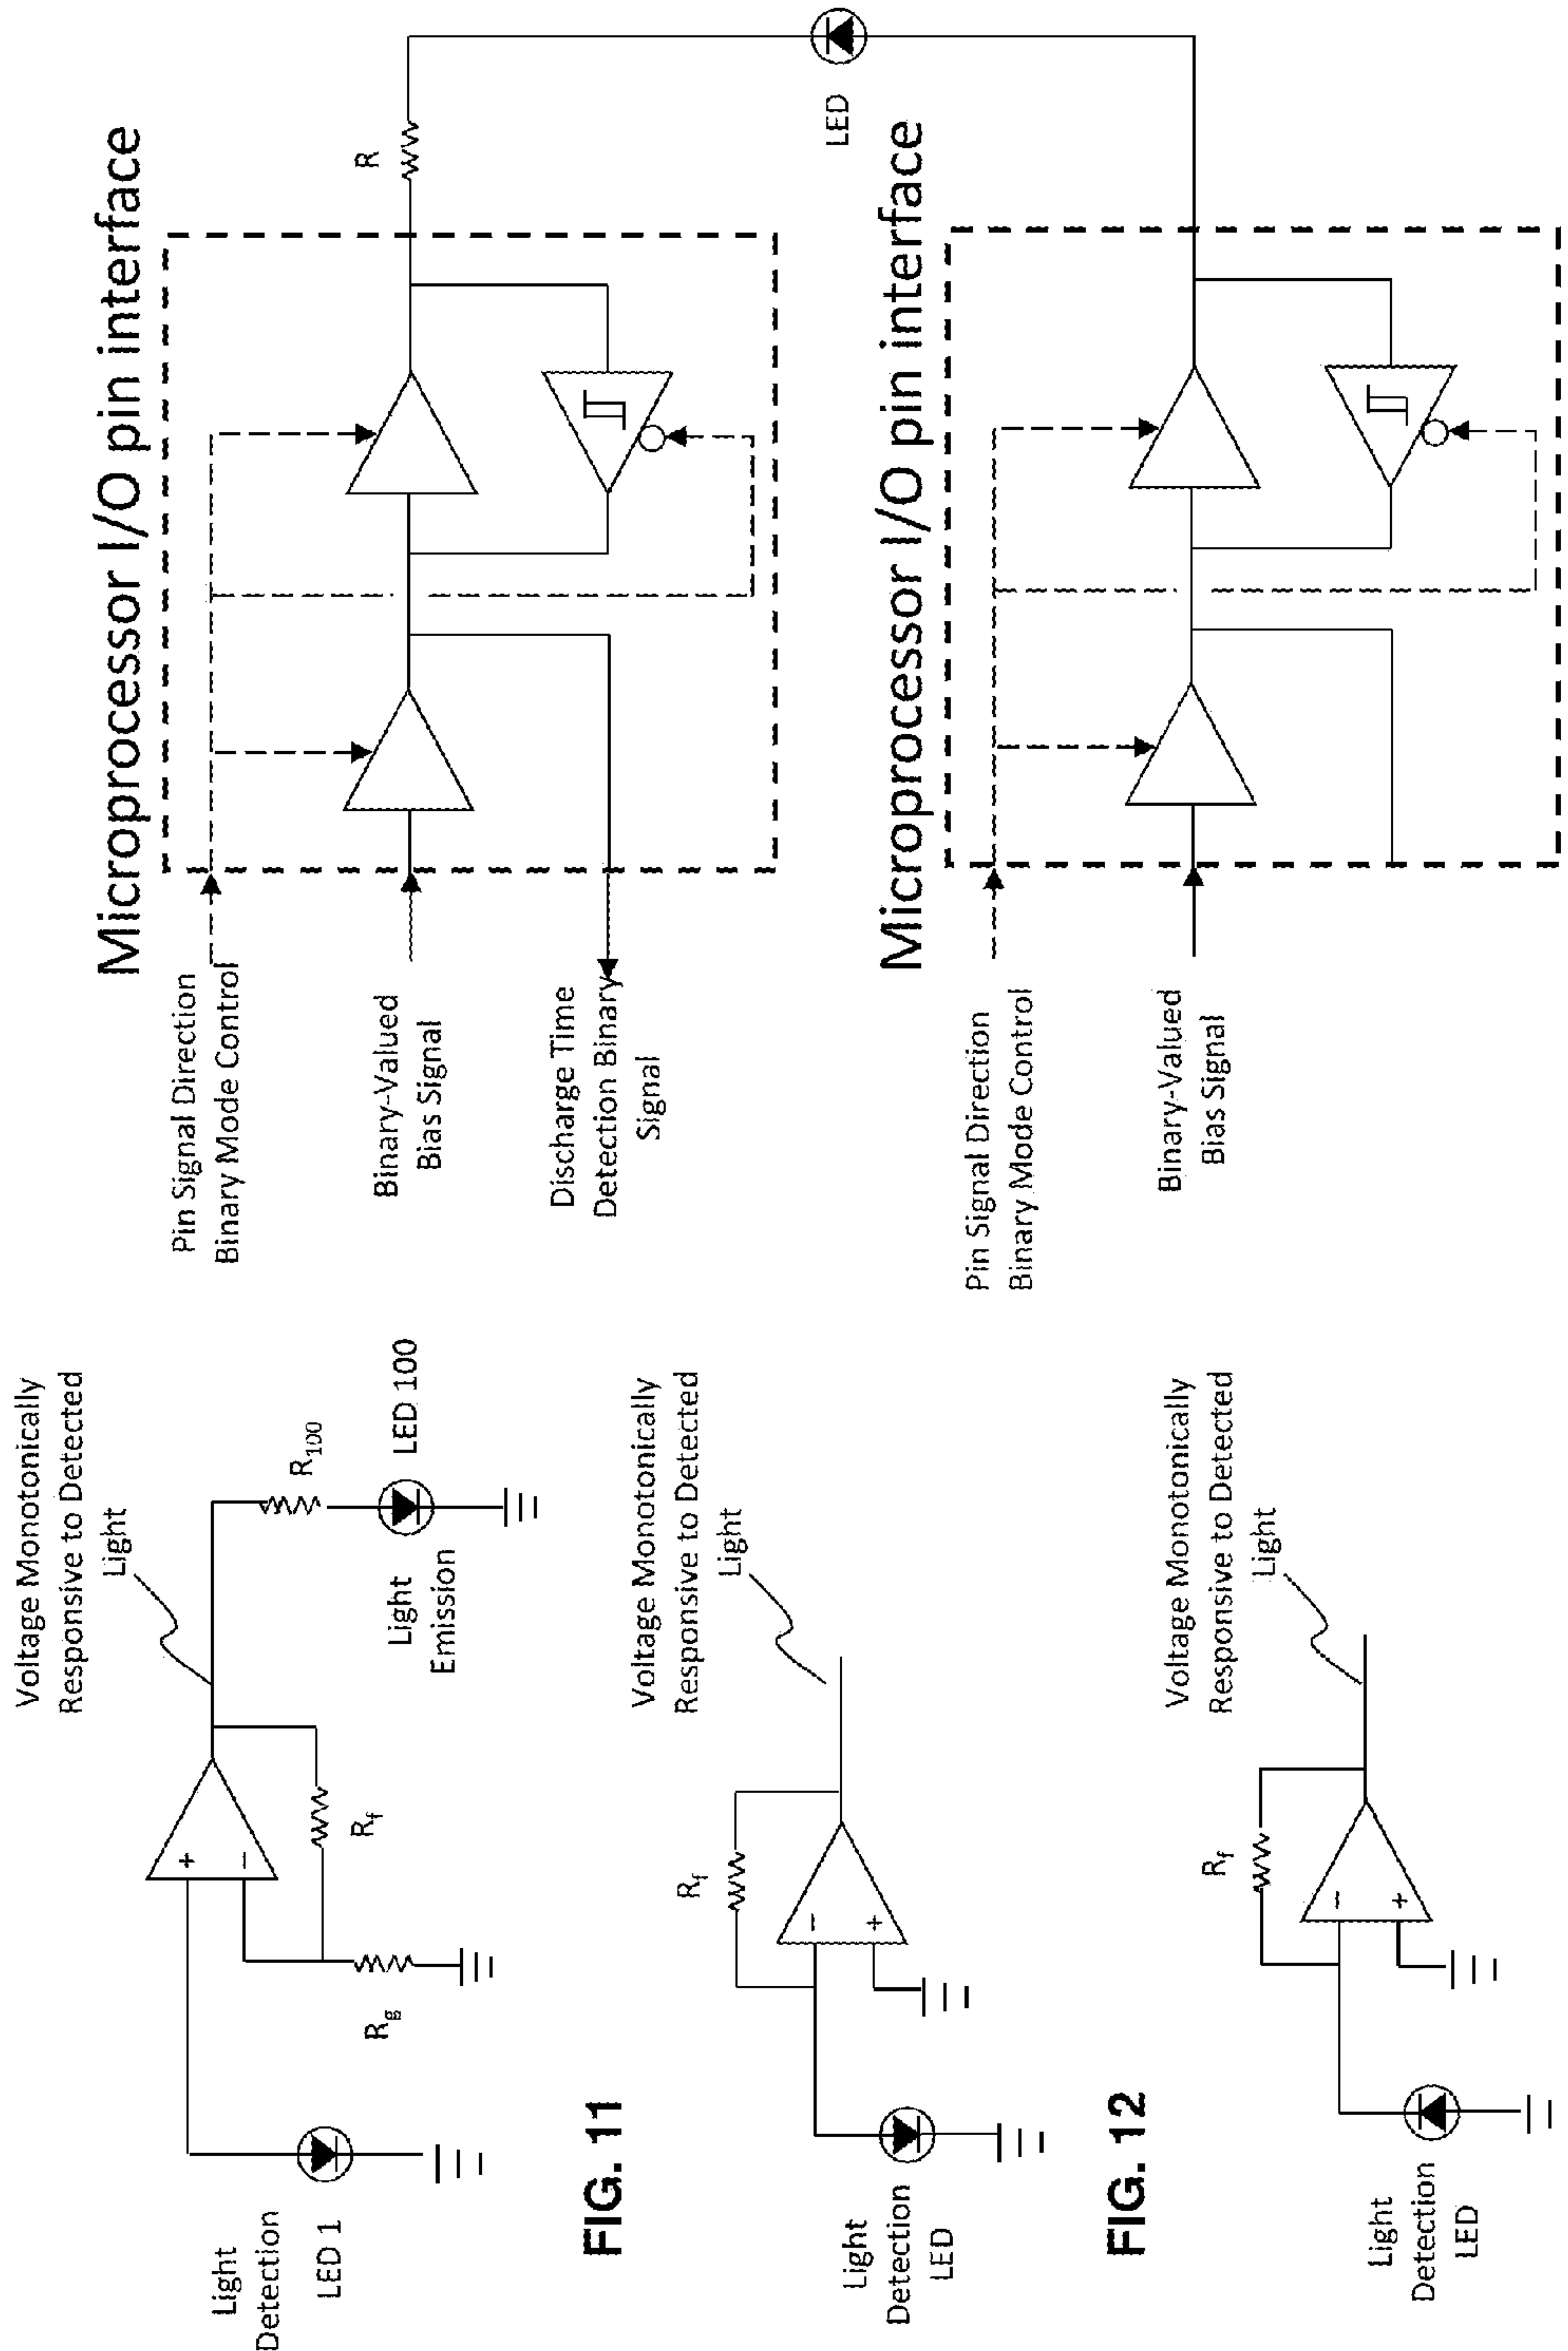 Voltage Monotonically
Responsive to Detected
Light
+
−
Rf
Rg
R100
Light
Emission
LED 100
Light
Detection
LED 1
FIG. 11
Voltage Monotonically
Responsive to Detected
Light
Rf
−
+
Light
Detection
LED
FIG. 12
Voltage Monotonically
Responsive to Detected
Light
Rf
−
+
Light
Detection
LED
Microprocessor I/O pin interface
Pin Signal Direction
Binary Mode Control
Binary-Valued
Bias Signal
Discharge Time
Detection Binary
Signal
R
LED
Microprocessor I/O pin interface
Pin Signal Direction
Binary Mode Control
Binary-Valued
Bias Signal